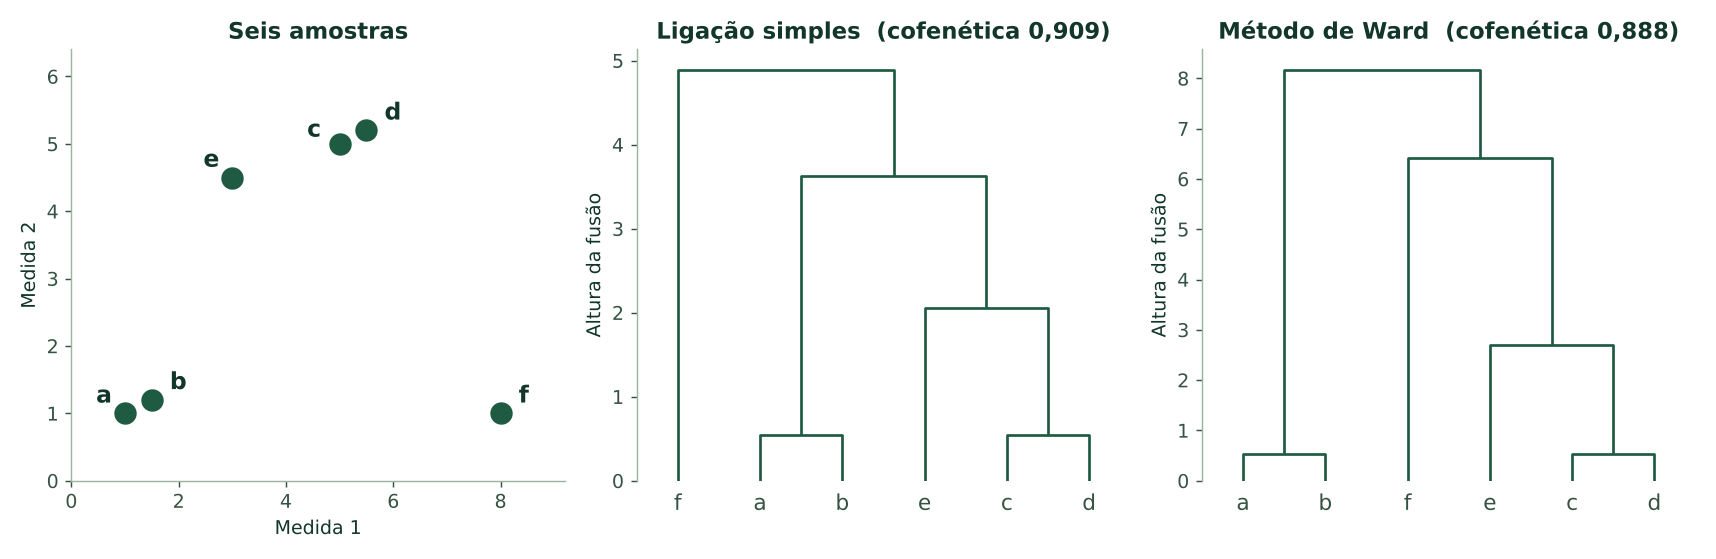 Seis amostras
Medida 2
6
5
4
3
2
1
0
a
b
c
d
e
f
0 2 4 6 8
Medida 1
Ligação simples (cofenética 0,909)
Altura da fusão
5
4
3
2
1
0
f a b e c d
Método de Ward (cofenética 0,888)
Altura da fusão
8
7
6
5
4
3
2
1
0
a b f e c d